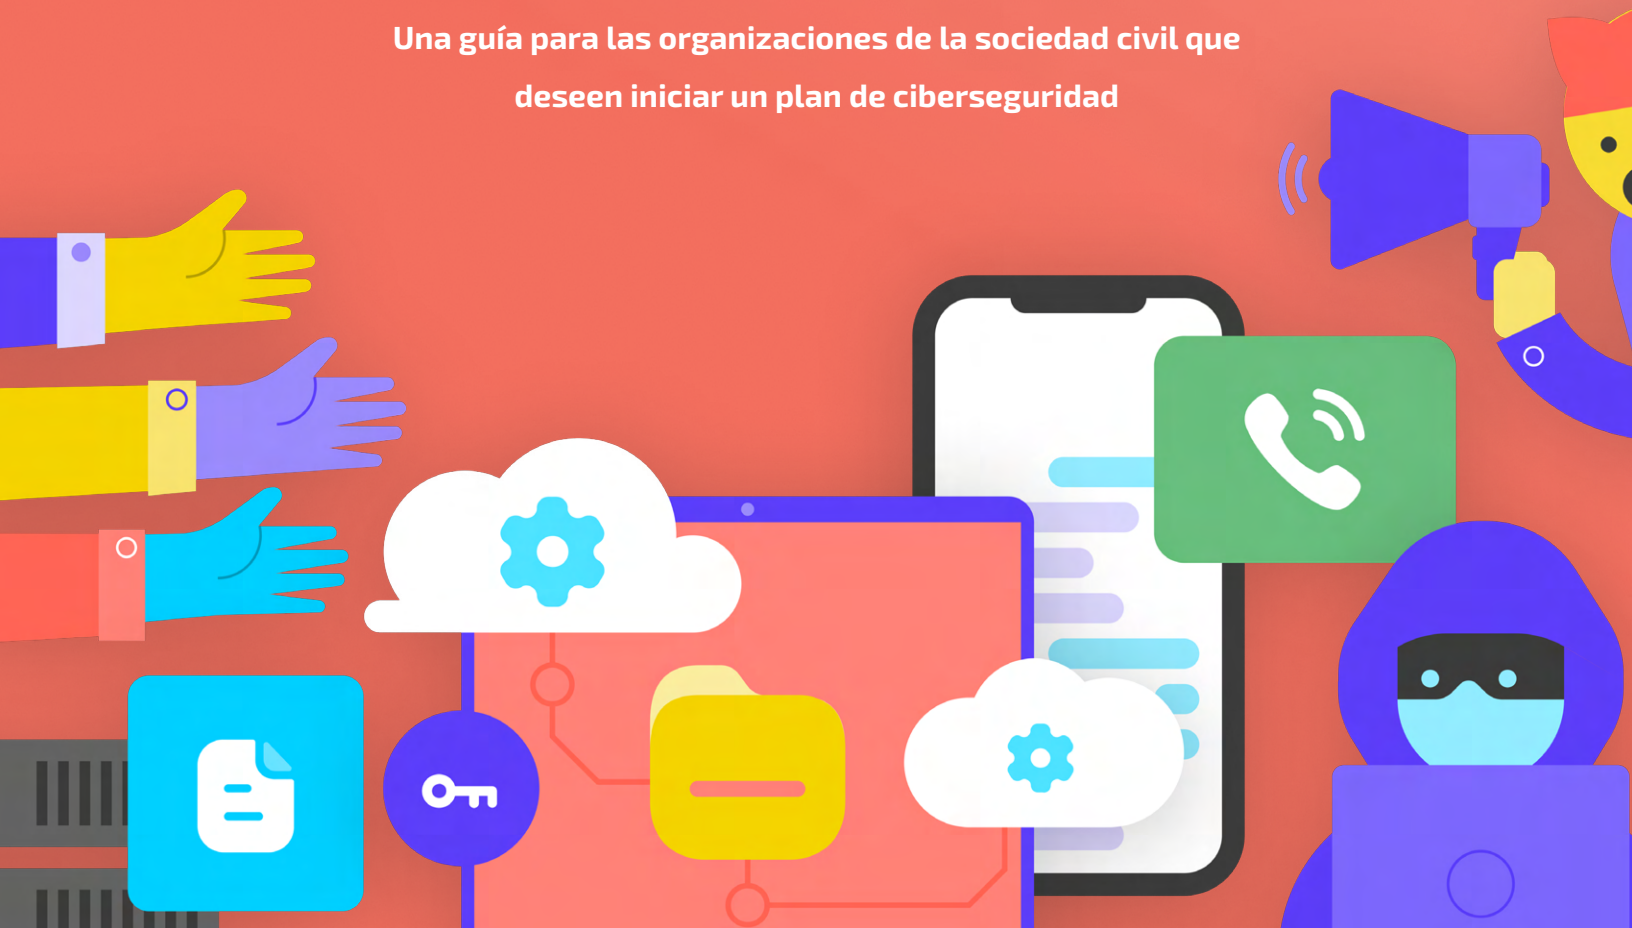 Una guía para las organizaciones de la sociedad civil que
deseen iniciar un plan de ciberseguridad